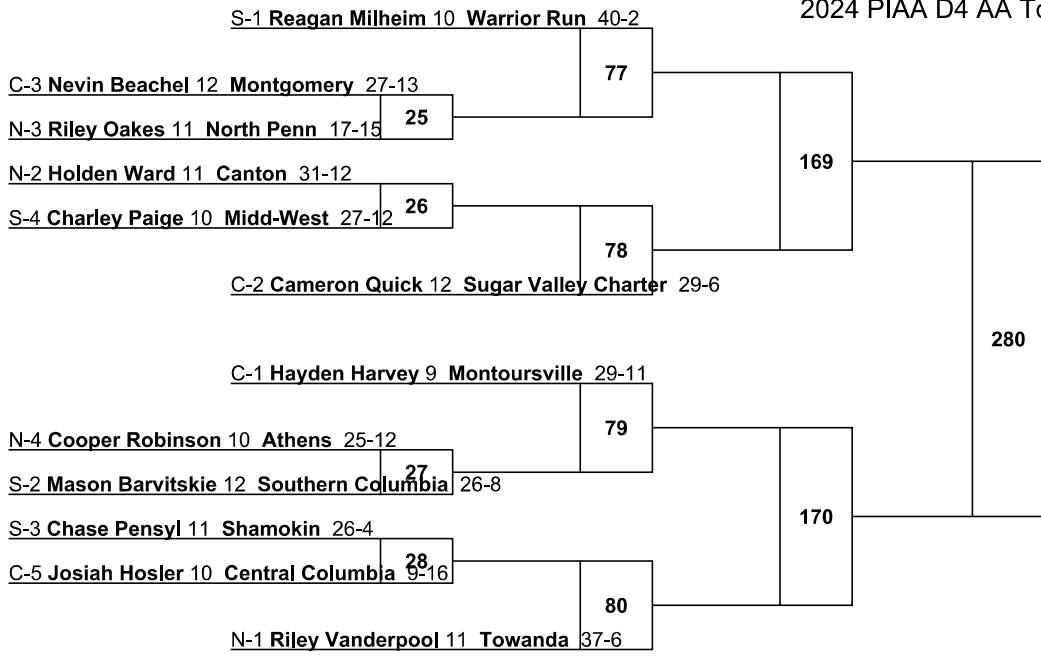 2024 PIAA D4 AA To
S-1 Reagan Milheim 10 Warrior Run 40-2
77
C-3 Nevin Beachel 12 Montgomery 27-13
25
N-3 Riley Oakes 11 North Penn 17-15
169
N-2 Holden Ward 11 Canton 31-12
26
S-4 Charley Paige 10 Midd-West 27-12
78
C-2 Cameron Quick 12 Sugar Valley Charter 29-6
280
C-1 Hayden Harvey 9 Montoursville 29-11
79
N-4 Cooper Robinson 10 Athens 25-12
27
S-2 Mason Barvitskie 12 Southern Columbia 26-8
170
S-3 Chase Pensyl 11 Shamokin 26-4
28
C-5 Josiah Hosler 10 Central Columbia 9-16
80
N-1 Riley Vanderpool 11 Towanda 37-6